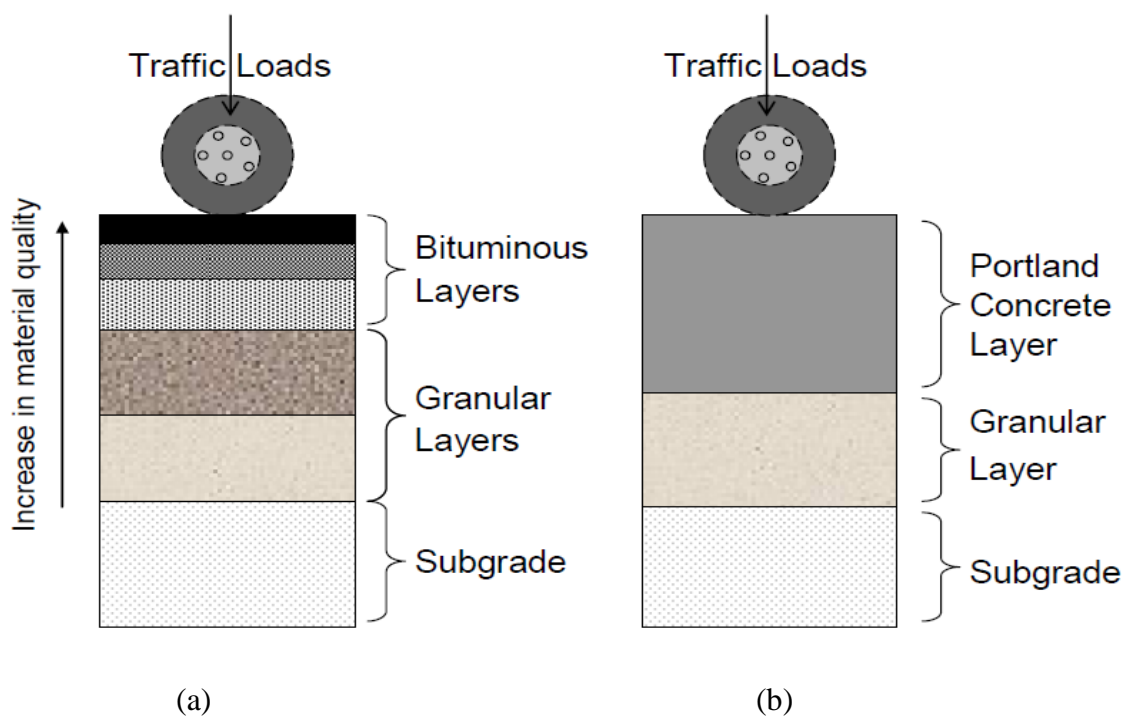 Traffic Loads
Increase in material quality
Bituminous
Layers
Granular
Layers
Subgrade
(a)
Traffic Loads
Portland
Concrete
Layer
Granular
Layer
Subgrade
(b)